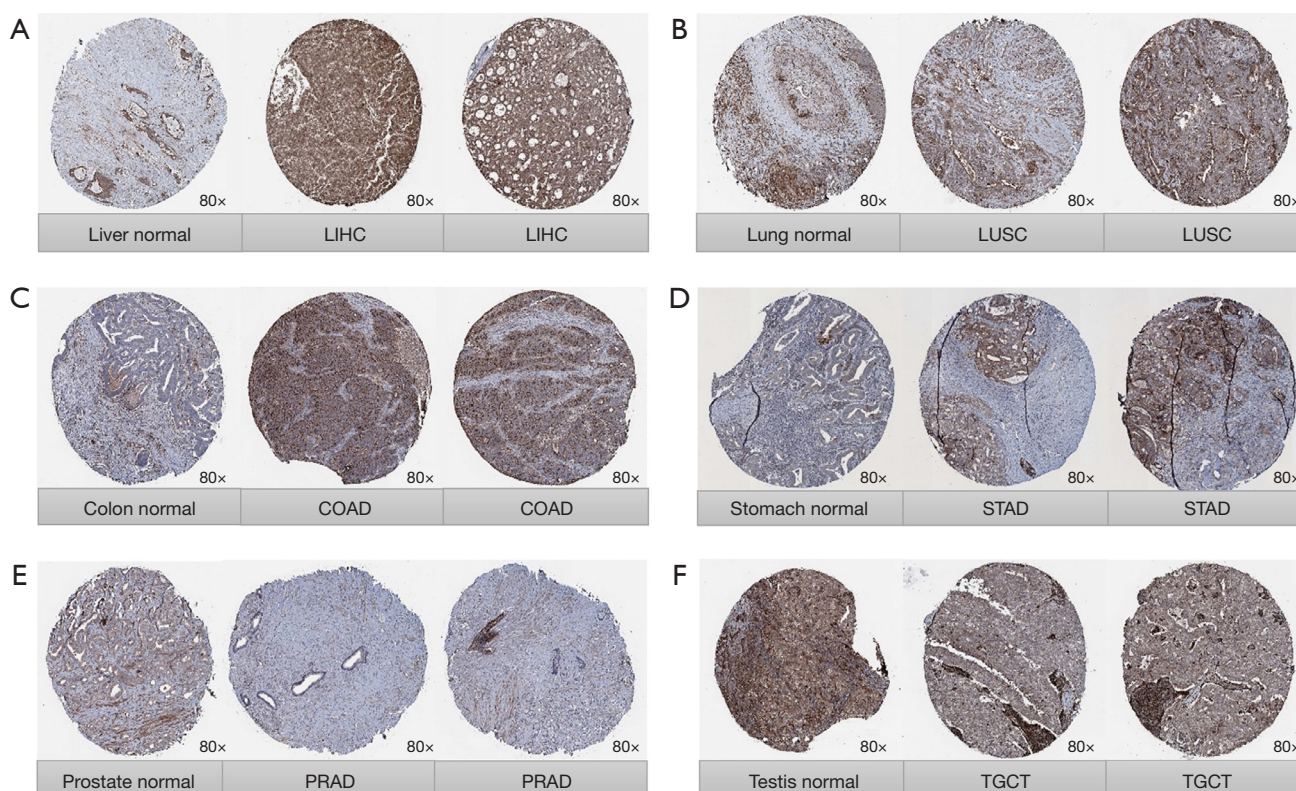 A
80×
80×
80×
Liver normal
LIHC
LIHC
B
80×
80×
80×
Lung normal
LUSC
LUSC
C
80×
80×
80×
Colon normal
COAD
COAD
D
80×
80×
80×
Stomach normal
STAD
STAD
E
80×
80×
80×
Prostate normal
PRAD
PRAD
F
80×
80×
80×
Testis normal
TGCT
TGCT